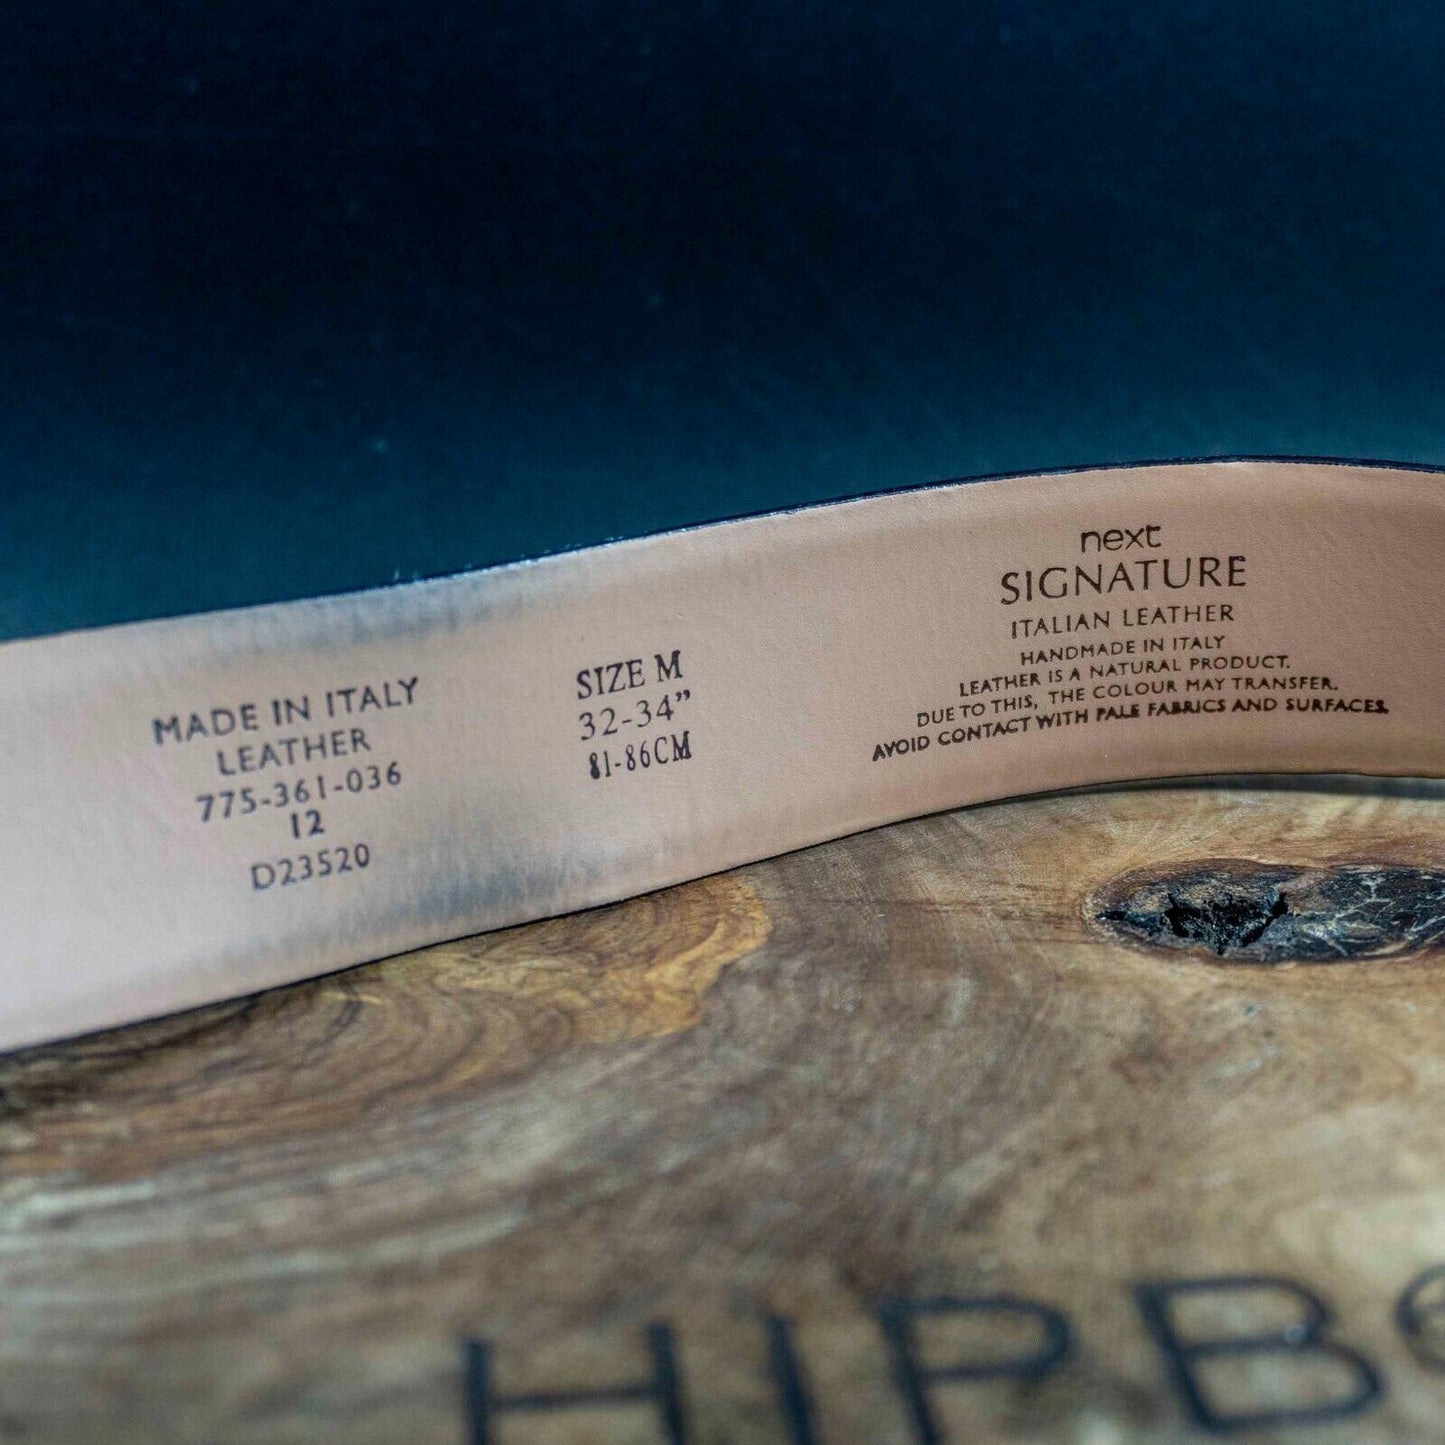 MADE IN ITALY
LEATHER
775-361-036
12
D23520
SIZE M
32-34”
81-86CM
next
SIGNATURE
ITALIAN LEATHER
HANDMADE IN ITALY
LEATHER IS A NATURAL PRODUCT.
DUE TO THIS, THE COLOUR MAY TRANSFER.
AVOID CONTACT WITH PALE FABRICS AND SURFACES.